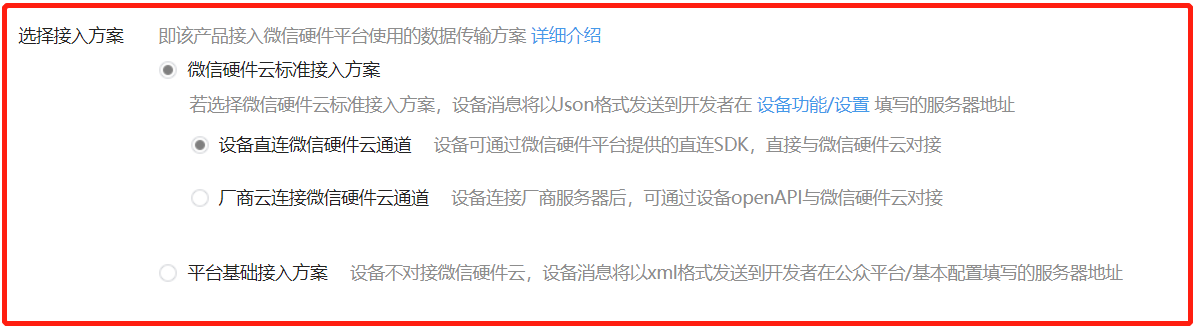 选择接入方案 即该产品接入微信硬件平台使用的数据传输方案 详细介绍
微信硬件云标准接入方案
若选择微信硬件云标准接入方案，设备消息将以Json格式发送到开发者在 设备功能/设置 填写的服务器地址
设备直连微信硬件云通道 设备可通过微信硬件平台提供的直连SDK，直接与微信硬件云对接
厂商云连接微信硬件云通道 设备连接厂商服务器后，可通过设备openAPI与微信硬件云对接
平台基础接入方案 设备不对接微信硬件云，设备消息将以xml格式发送到开发者在公众平台/基本配置填写的服务器地址